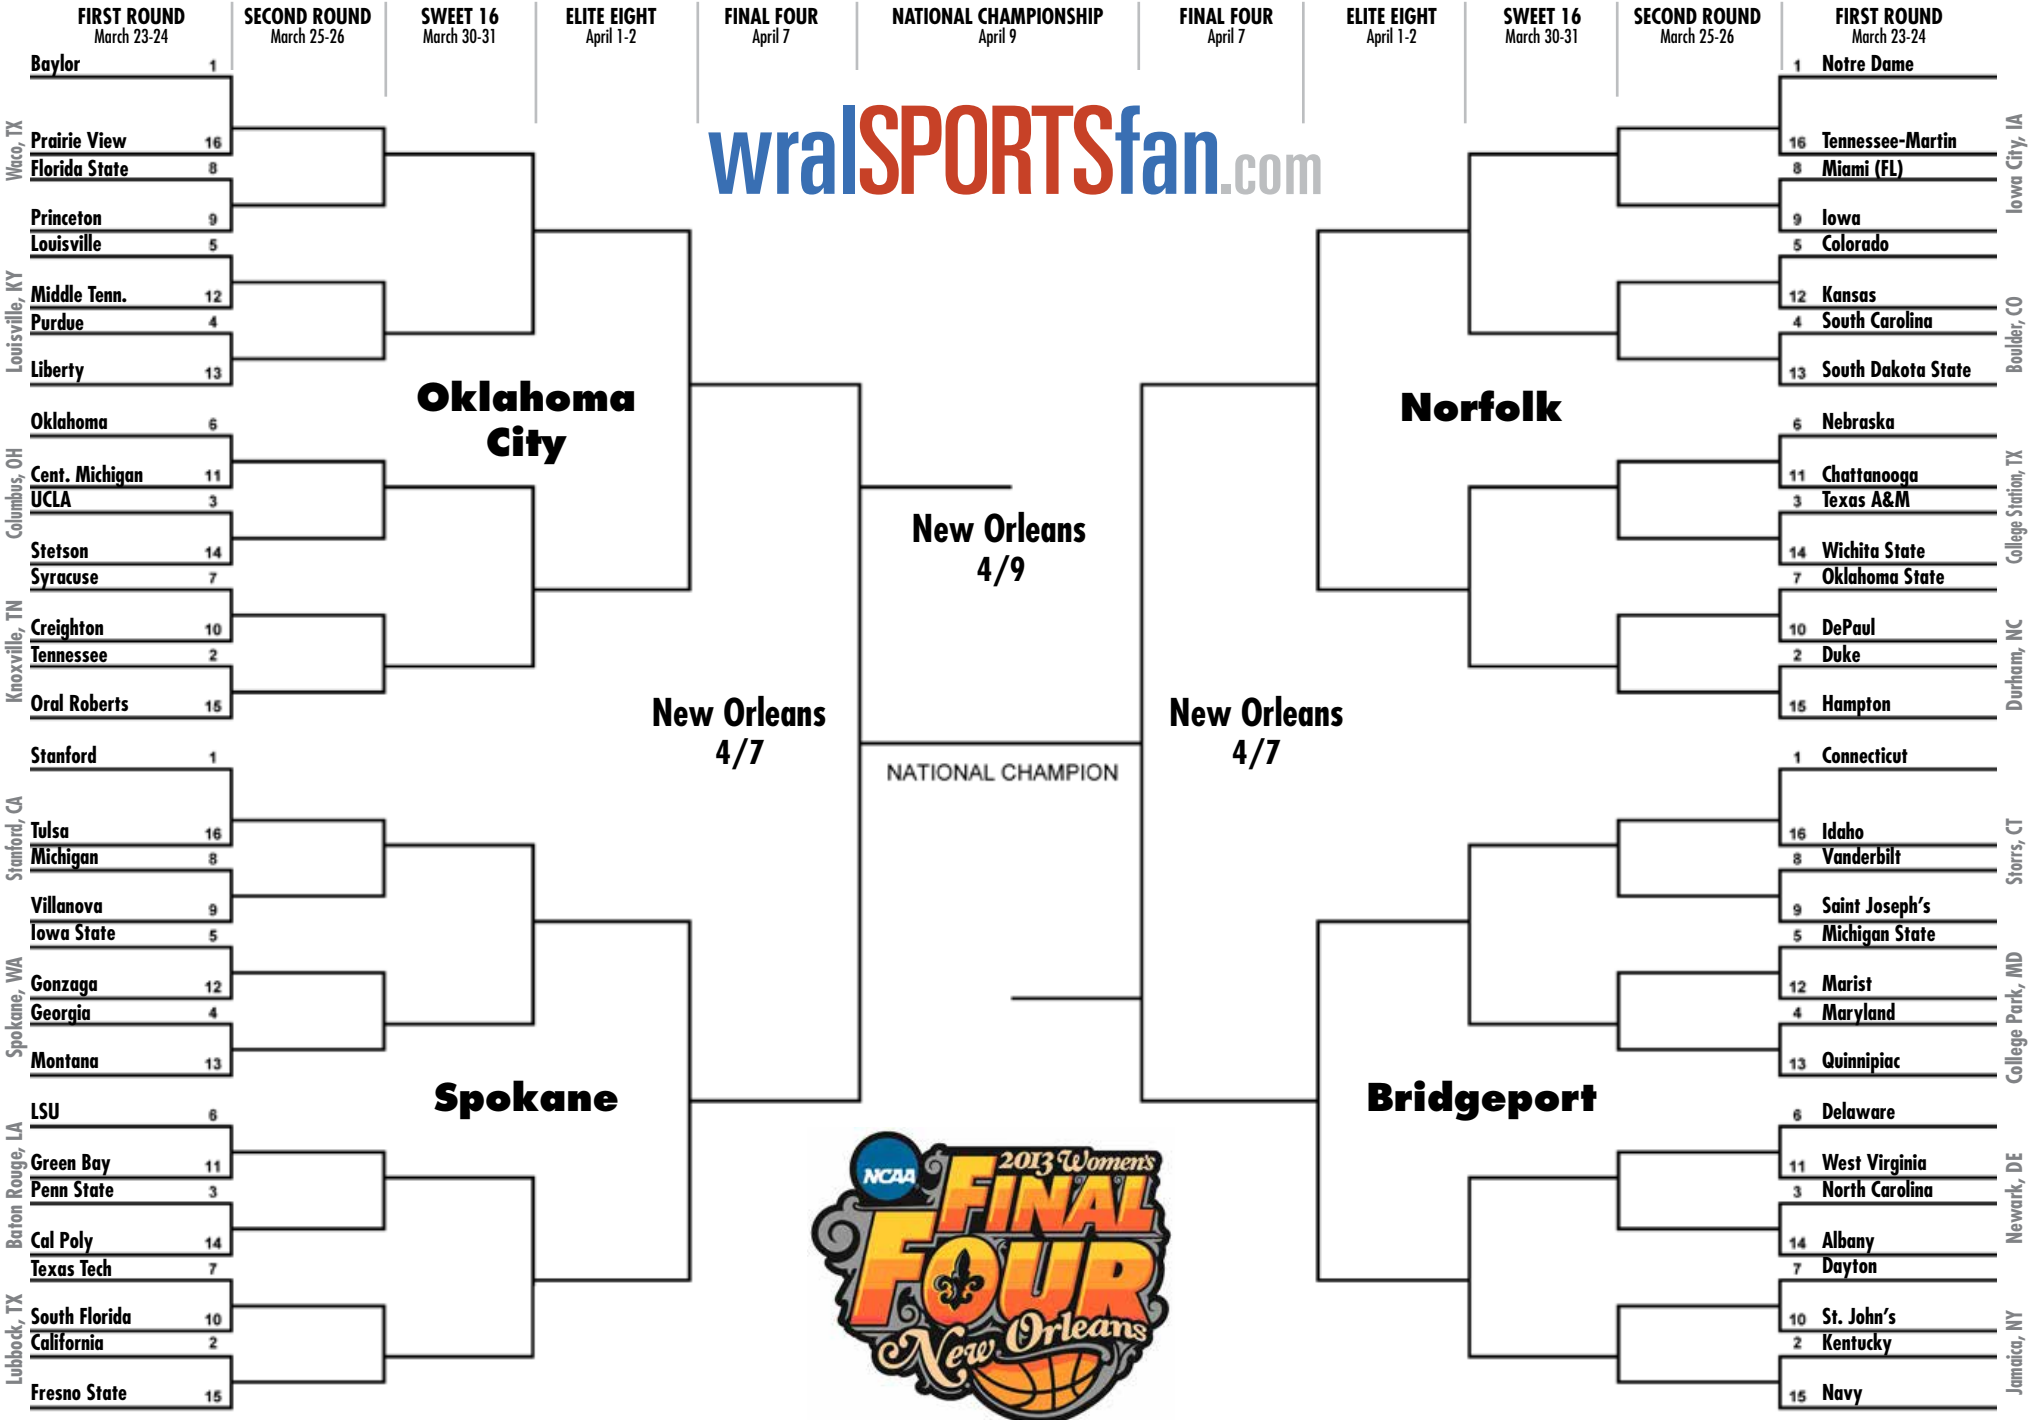 FIRST ROUND
March 23-24
SECOND ROUND
March 25-26
SWEET 16
March 30-31
ELITE EIGHT
April 1-2
FINAL FOUR
April 7
NATIONAL CHAMPIONSHIP
April 9
FINAL FOUR
April 7
ELITE EIGHT
April 1-2
SWEET 16
March 30-31
SECOND ROUND
March 25-26
FIRST ROUND
March 23-24
wralSPORTSfan.com
Waco, TX
Baylor 1
Prairie View 16
Florida State 8
Princeton 9
Louisville, KY
Louisville 5
Middle Tenn. 12
Purdue 4
Liberty 13
Oklahoma
City
Columbus, OH
Oklahoma 6
Cent. Michigan 11
UCLA 3
Stetson 14
Knoxville, TN
Syracuse 7
Creighton 10
Tennessee 2
Oral Roberts 15
Stanford, CA
Stanford 1
Tulsa 16
Michigan 8
Villanova 9
Spokane, WA
Iowa State 5
Gonzaga 12
Georgia 4
Montana 13
Spokane
Baton Rouge, LA
LSU 6
Green Bay 11
Penn State 3
Cal Poly 14
Lubbock, TX
Texas Tech 7
South Florida 10
California 2
Fresno State 15
New Orleans
4/7
New Orleans
4/9
NATIONAL CHAMPION
New Orleans
4/7
NCAA
2013 Women's
FINAL
FOUR
New Orleans
1 Notre Dame
16 Tennessee-Martin
8 Miami (FL)
9 Iowa
Iowa City, IA
5 Colorado
12 Kansas
4 South Carolina
13 South Dakota State
Boulder, CO
Norfolk
6 Nebraska
11 Chattanooga
3 Texas A&M
14 Wichita State
College Station, TX
7 Oklahoma State
10 DePaul
2 Duke
15 Hampton
Durham, NC
1 Connecticut
16 Idaho
8 Vanderbilt
9 Saint Joseph's
Storrs, CT
5 Michigan State
12 Marist
4 Maryland
13 Quinnipiac
College Park, MD
Bridgeport
6 Delaware
11 West Virginia
3 North Carolina
14 Albany
Newark, DE
7 Dayton
10 St. John's
2 Kentucky
15 Navy
Jamaica, NY